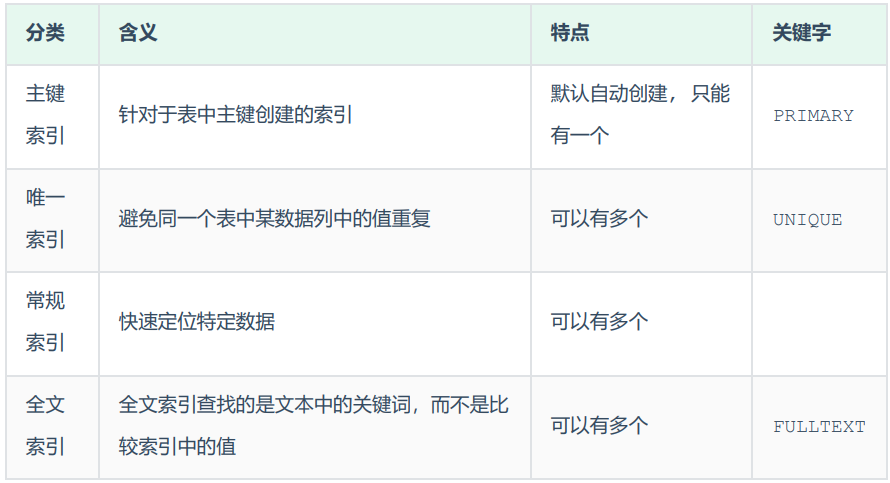 分类 含义 特点 关键字
主键
索引
针对于表中主键创建的索引
默认自动创建， 只能
有一个
PRIMARY
唯一
索引
避免同一个表中某数据列中的值重复
可以有多个
UNIQUE
常规
索引
快速定位特定数据
可以有多个
全文
索引
全文索引查找的是文本中的关键词，而不是比
较索引中的值
可以有多个
FULLTEXT